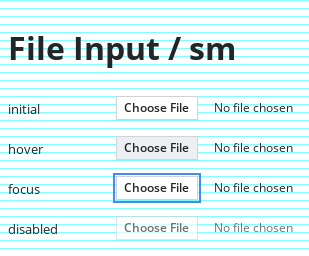 File Input / sm
initial Choose File No file chosen
hover Choose File No file chosen
focus Choose File No file chosen
disabled Choose File No file chosen